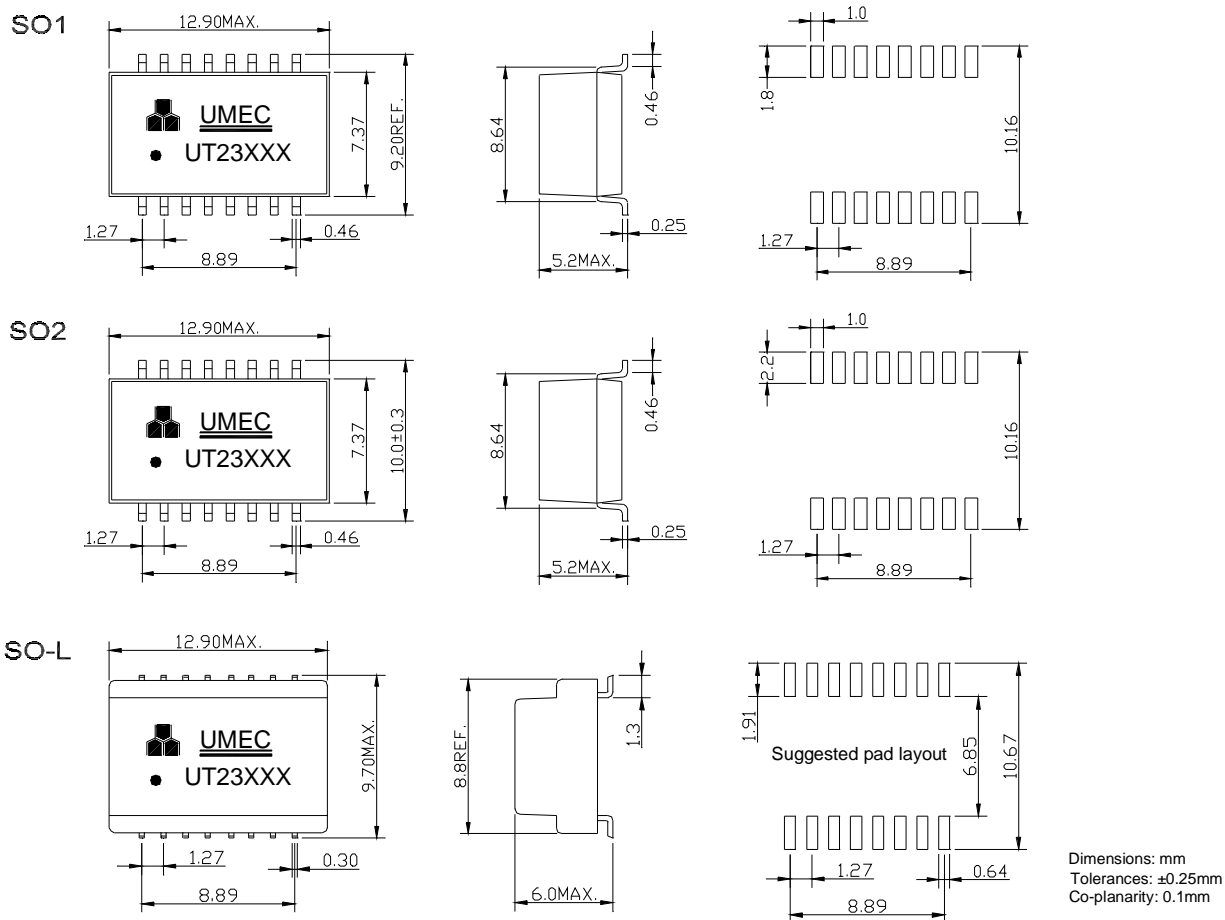 SO1
12.90MAX.
UMEC
UT23XXX
7.37
9.20REF.
1.27
0.46
8.89
8.64
0.46
0.25
5.2MAX.
1.0
1.8
10.16
1.27
8.89
SO2
12.90MAX.
UMEC
UT23XXX
7.37
10.0±0.3
1.27
0.46
8.89
8.64
0.46
0.25
5.2MAX.
1.0
2.2
10.16
1.27
8.89
SO-L
12.90MAX.
UMEC
UT23XXX
9.70MAX.
1.27
0.30
8.89
8.8REF.
1.3
6.0MAX.
1.91
Suggested pad layout
6.85
10.67
1.27
0.64
8.89
Dimensions: mm
Tolerances: ±0.25mm
Co-planarity: 0.1mm